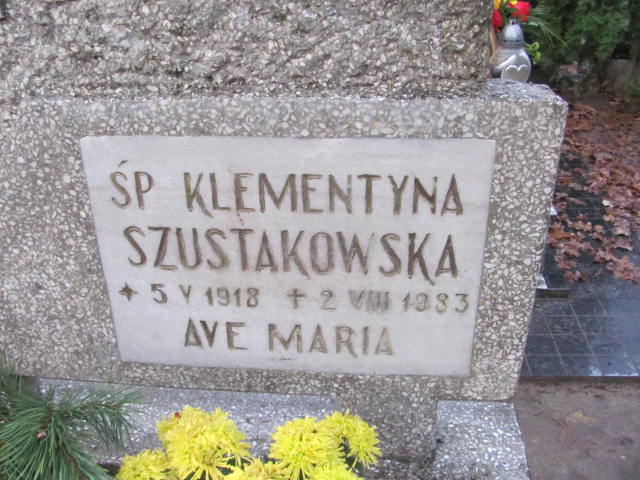 ŚP KLEMENTYNA
SZUSTAKOWSKA
✦ 5 V 1918 ✝ 2 VIII 1983
AVE MARIA